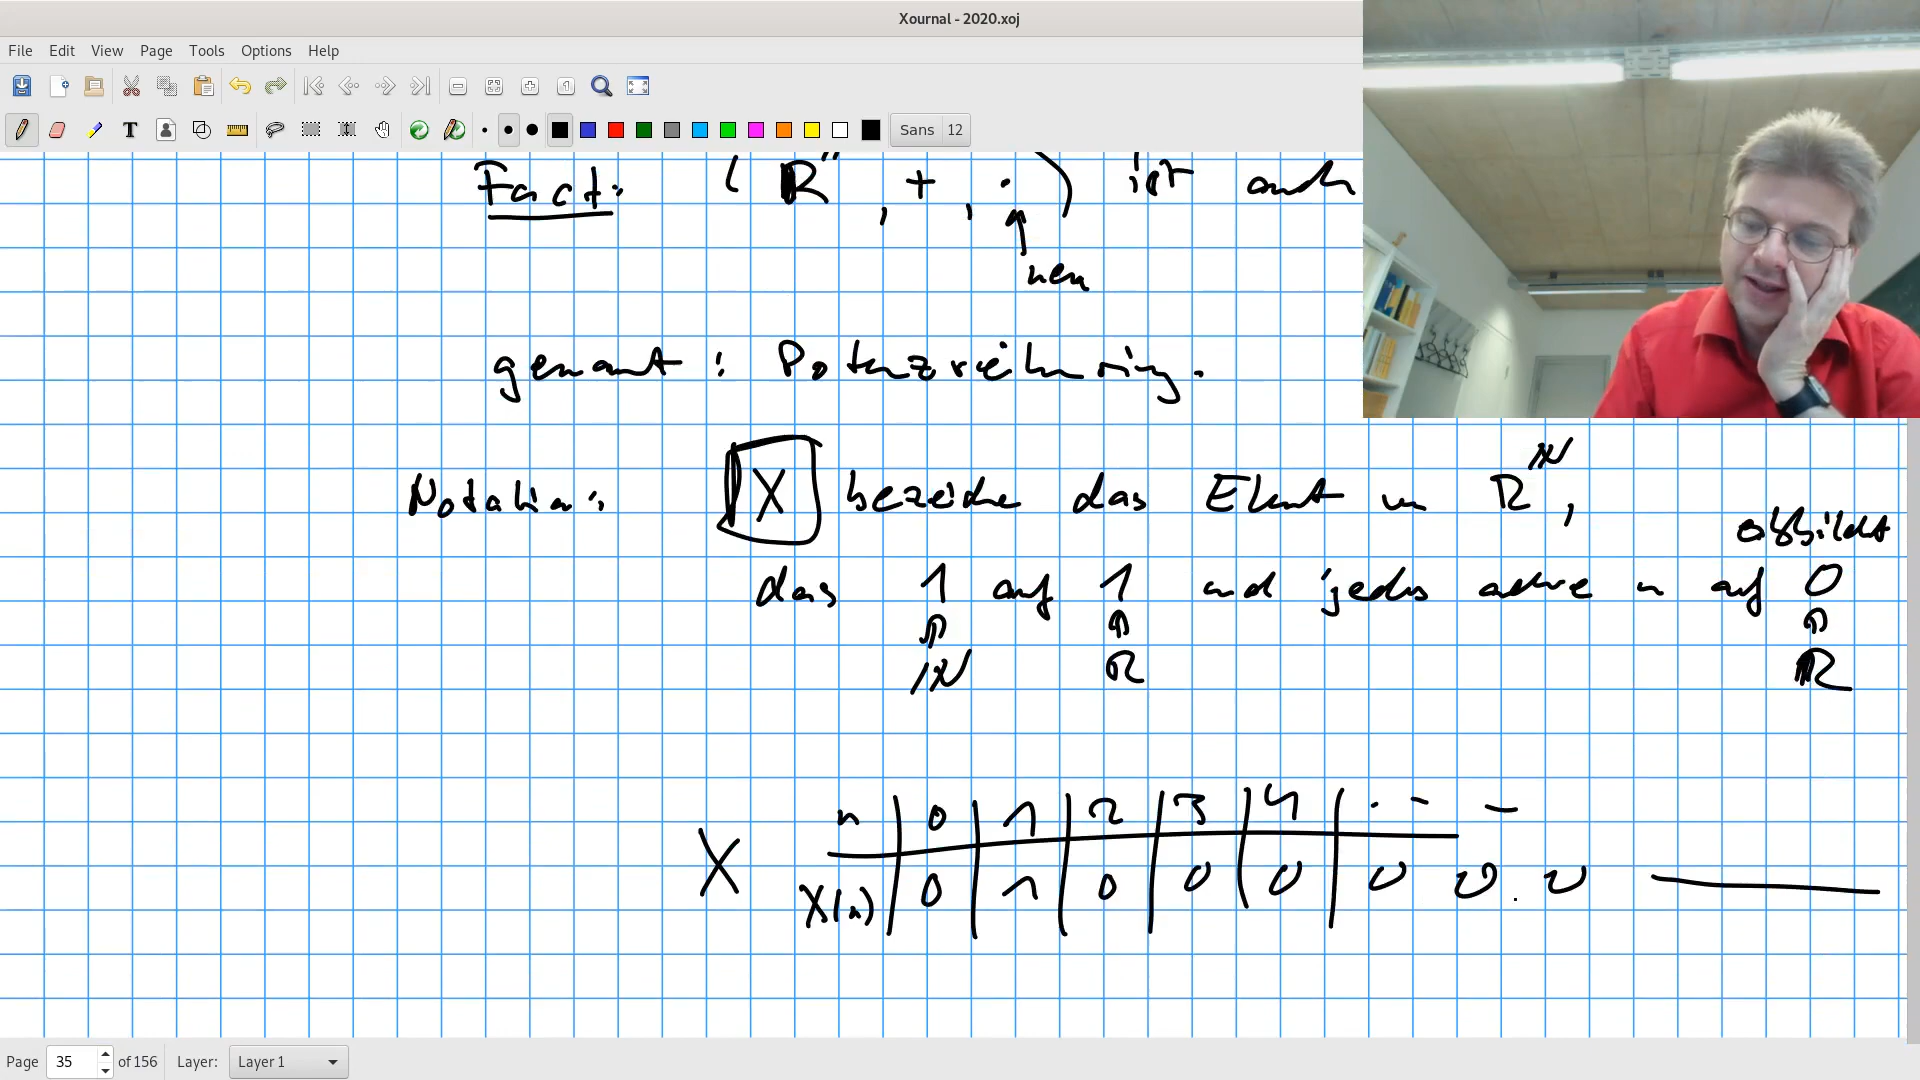 Xournal - 2020.xoj
File Edit View Page Tools Options Help
T Sans 12
Fact: (R^N, +, ·) ist auch
neu
genannt : Potenzreihenring.
Notation: X bezeichne das Element in R^N,
abbildet
das 1 auf 1 und jedes andere n auf 0
∩ ∩ ∩
N R R
n | 0 | 1 | 2 | 3 | 4 | . - -
X X(n) | 0 | 1 | 0 | 0 | 0 | 0 0 . 0
Page 35 of 156 Layer: Layer 1